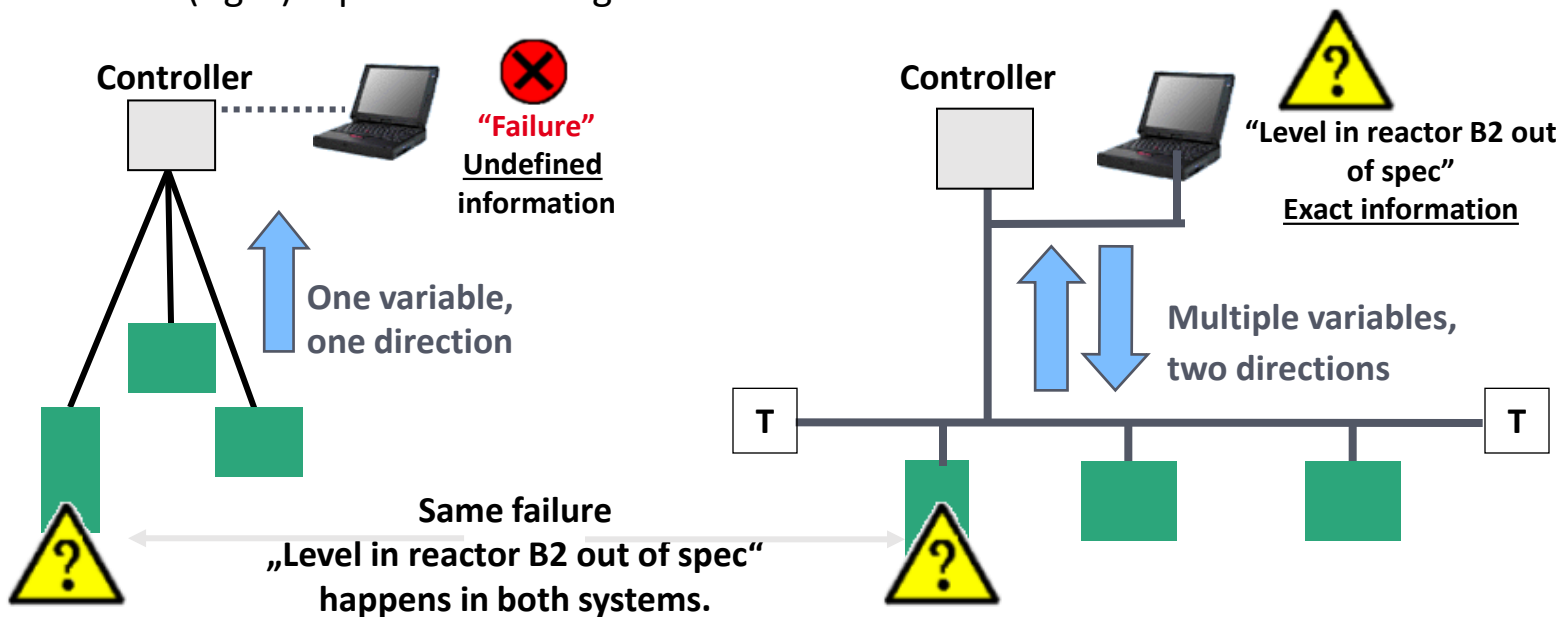 Controller
“Failure”
Undefined
information
One variable,
one direction
Controller
“Level in reactor B2 out
of spec”
Exact information
Multiple variables,
two directions
T
T
Same failure
„Level in reactor B2 out of spec“
happens in both systems.
?
?
?